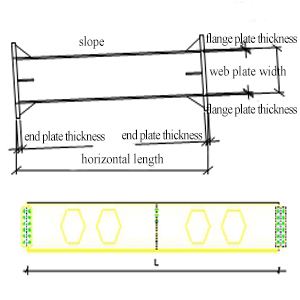 slope
flange plate thickness
web plate width
flange plate thickness
end plate thickness
end plate thickness
horizontal length
L